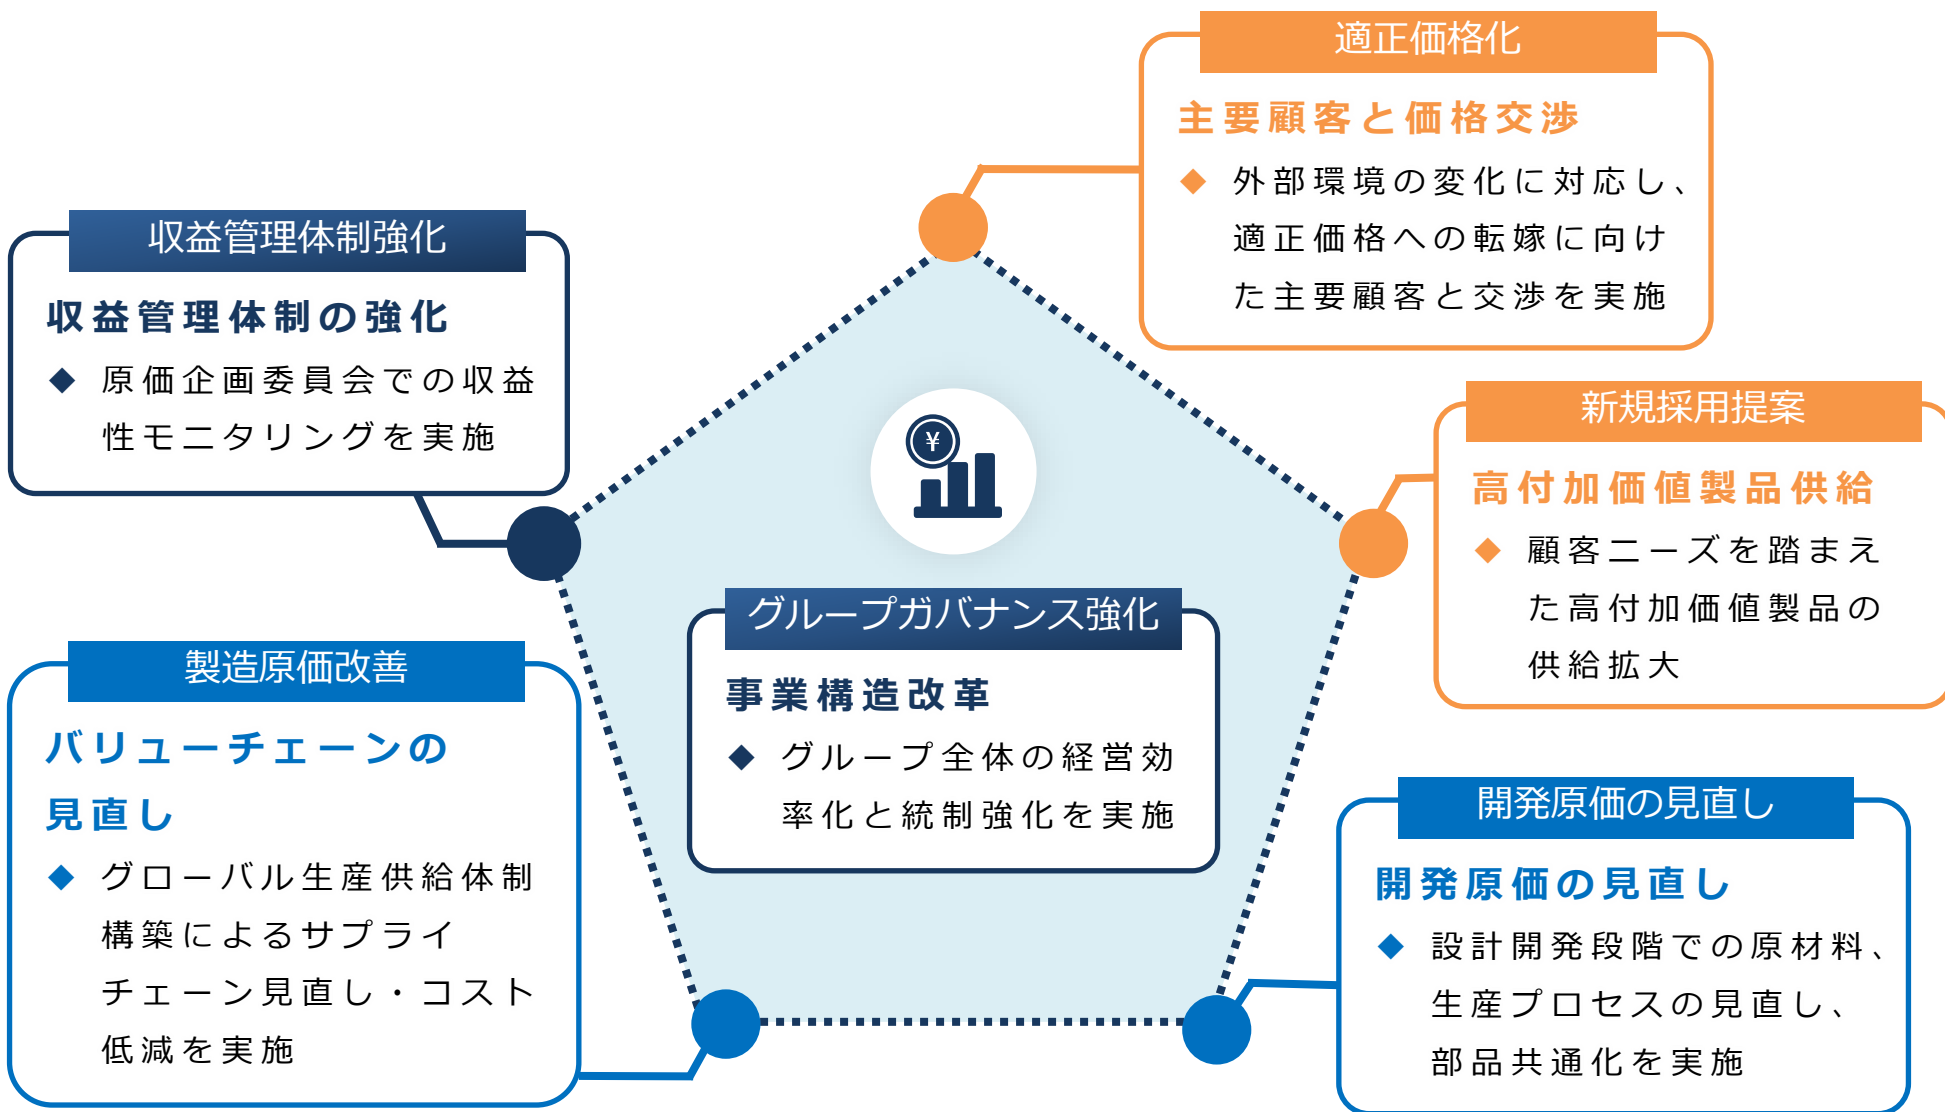 適正価格化
主要顧客と価格交渉
◆ 外部環境の変化に対応し、
適正価格への転嫁に向け
た主要顧客と交渉を実施
収益管理体制強化
収益管理体制の強化
◆ 原価企画委員会での収益
性モニタリングを実施
新規採用提案
高付加価値製品供給
◆ 顧客ニーズを踏まえ
た高付加価値製品の
供給拡大
¥
グループガバナンス強化
事業構造改革
◆ グループ全体の経営効
率化と統制強化を実施
製造原価改善
バリューチェーンの
見直し
◆ グローバル生産供給体制
構築によるサプライ
チェーン見直し・コスト
低減を実施
開発原価の見直し
開発原価の見直し
◆ 設計開発段階での原材料、
生産プロセスの見直し、
部品共通化を実施